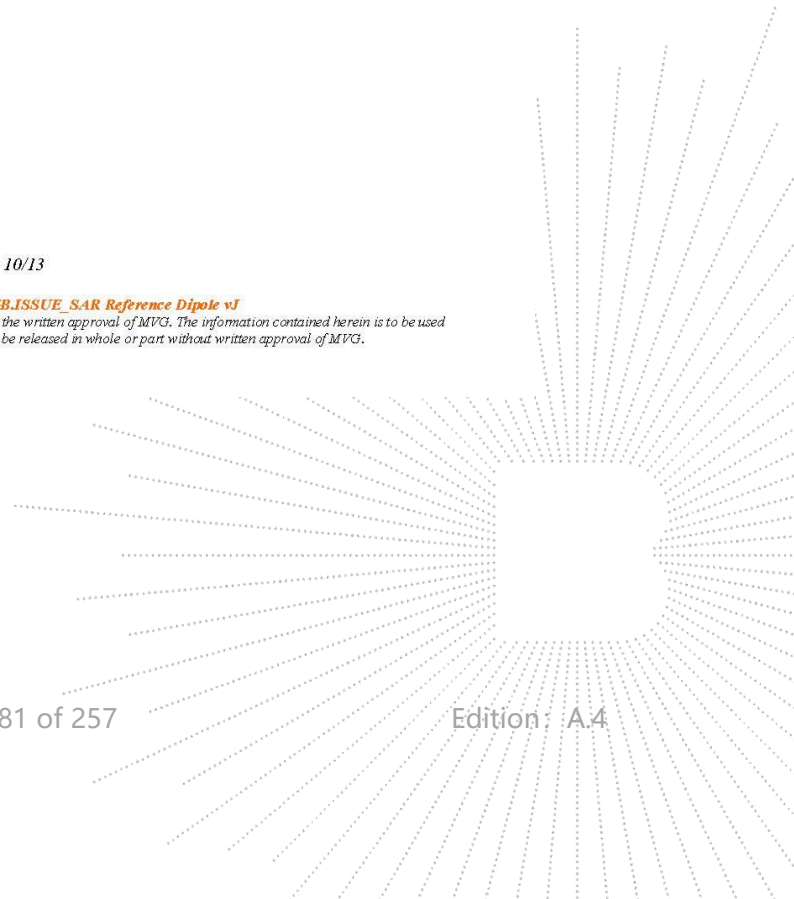 10/13
B.ISSUE_SAR Reference Dipole vJ
the written approval of MVG. The information contained herein is to be used
be released in whole or part without written approval of MVG.
81 of 257 Edition：A.4